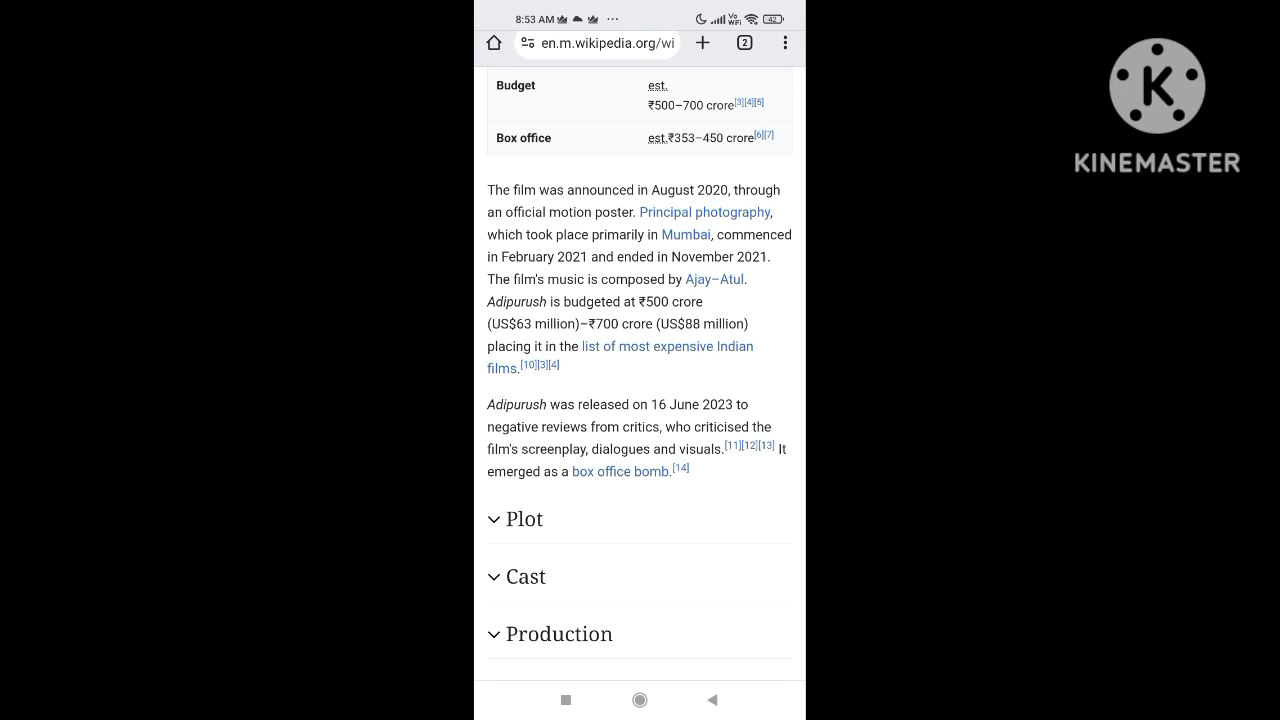 8:53 AM ...
Vo WiFi 42
en.m.wikipedia.org/wi 2
K
KINEMASTER
Budget est.
₹500–700 crore[3][4][5]
Box office est.₹353–450 crore[6][7]
The film was announced in August 2020, through
an official motion poster. Principal photography,
which took place primarily in Mumbai, commenced
in February 2021 and ended in November 2021.
The film's music is composed by Ajay–Atul.
Adipurush is budgeted at ₹500 crore
(US$63 million)–₹700 crore (US$88 million)
placing it in the list of most expensive Indian
films.[10][3][4]
Adipurush was released on 16 June 2023 to
negative reviews from critics, who criticised the
film's screenplay, dialogues and visuals.[11][12][13] It
emerged as a box office bomb.[14]
Plot
Cast
Production